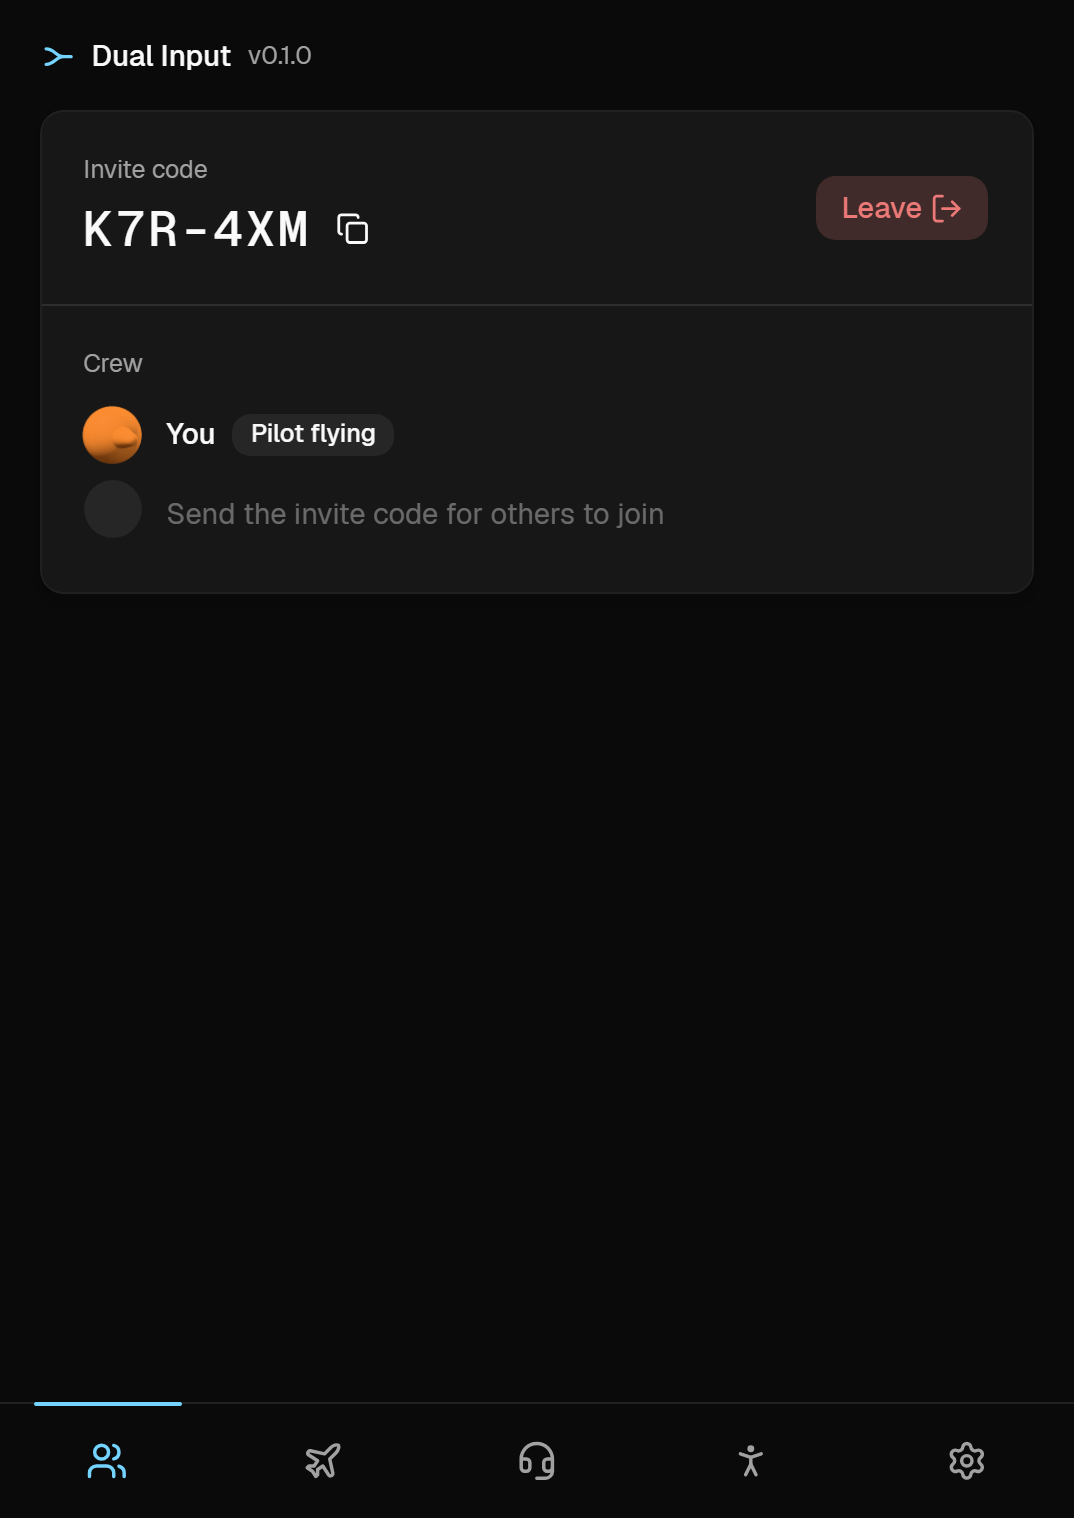 Dual Input v0.1.0
Invite code
K7R-4XM
Leave
Crew
You Pilot flying
Send the invite code for others to join